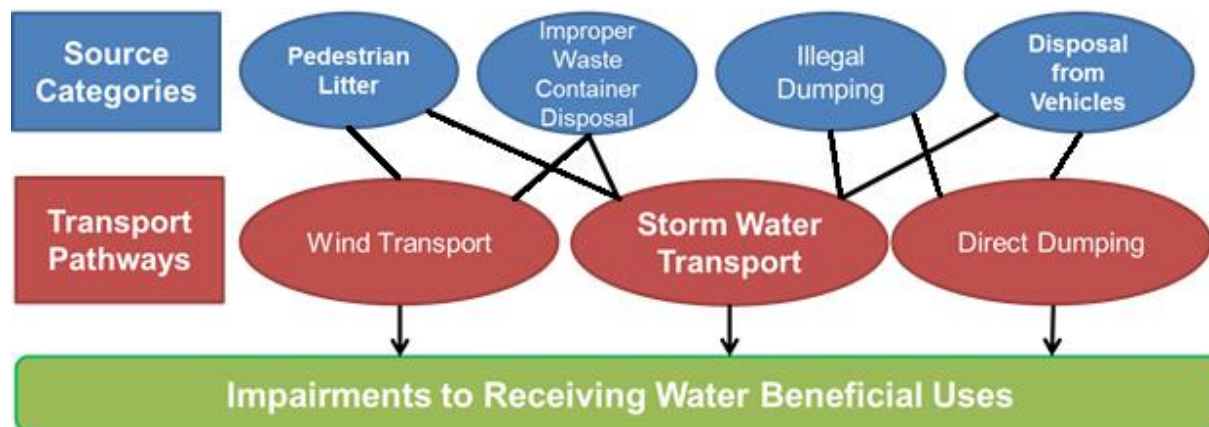 Source
Categories
Pedestrian
Litter
Improper
Waste
Container
Disposal
Illegal
Dumping
Disposal
from
Vehicles
Transport
Pathways
Wind Transport
Storm Water
Transport
Direct Dumping
Impairments to Receiving Water Beneficial Uses